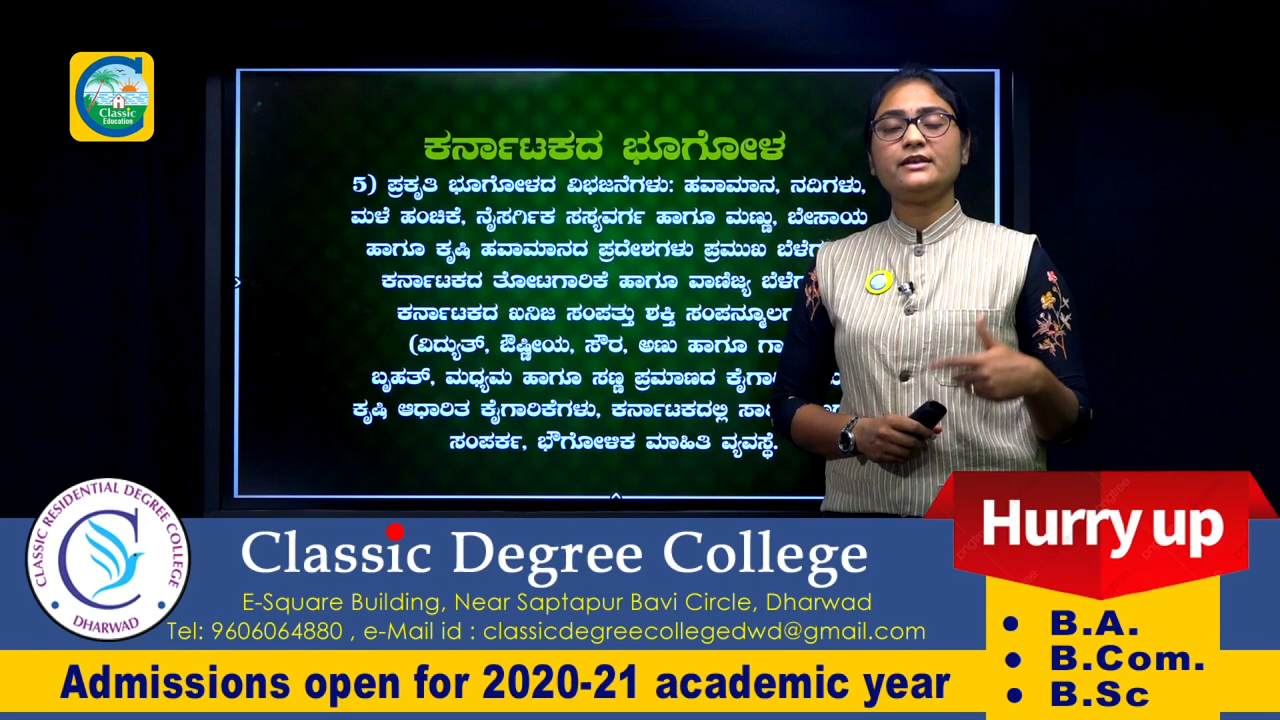 Classic
Education
ಕರ್ನಾಟಕದ ಭೂಗೋಳ
5) ಪ್ರಕೃತಿ ಭೂಗೋಳದ ವಿಭಜನೆಗಳು: ಹವಾಮಾನ, ನದಿಗಳು,
ಮಳೆ ಹಂಚಿಕೆ, ನೈಸರ್ಗಿಕ ಸಸ್ಯವರ್ಗ ಹಾಗೂ ಮಣ್ಣು, ಬೇಸಾಯ
ಹಾಗೂ ಕೃಷಿ ಹವಾಮಾನದ ಪ್ರದೇಶಗಳು ಪ್ರಮುಖ
ಕರ್ನಾಟಕದ ತೋಟಗಾರಿಕೆ ಹಾಗೂ ವಾಣಿಜ್ಯ
ಕರ್ನಾಟಕದ ಖನಿಜ ಸಂಪತ್ತು ಶಕ್ತಿ
(ವಿದ್ಯುತ್, ಔಷ್ಣೀಯ, ಸೌರ, ಅಣು ಹಾಗೂ
ಬೃಹತ್, ಮಧ್ಯಮ ಹಾಗೂ ಸಣ್ಣ ಪ್ರಮಾಣದ
ಕೃಷಿ ಆಧಾರಿತ ಕೈಗಾರಿಕೆಗಳು, ಕರ್ನಾಟಕದಲ್ಲಿ
ಸಂಪರ್ಕ, ಭೌಗೋಳಿಕ ಮಾಹಿತಿ ವ್ಯವಸ್ಥೆ.
CLASSIC RESIDENTIAL DEGREE COLLEGE
DHARWAD
Classic Degree College
E-Square Building, Near Saptapur Bavi Circle, Dharwad
Tel: 9606064880 , e-Mail id : classicdegreecollegedwd@gmail.com
Admissions open for 2020-21 academic year
Hurry up
• B.A.
• B.Com.
• B.Sc